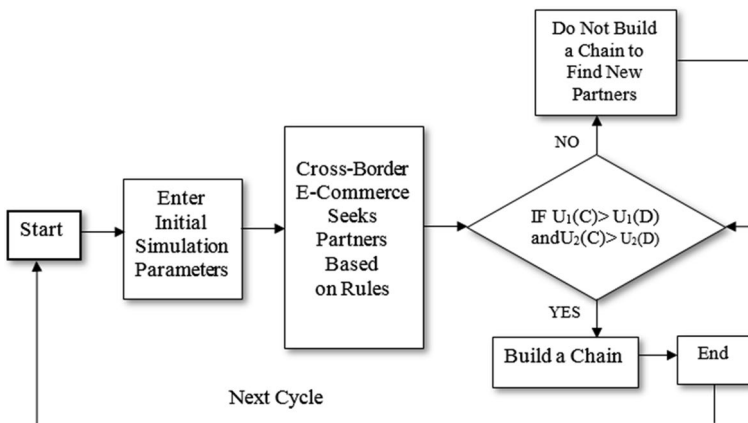 Start
Enter
Initial
Simulation
Parameters
Cross-Border
E-Commerce
Seeks
Partners
Based
on Rules
Do Not Build
a Chain to
Find New
Partners
NO
IF U₁(C)> U₁(D)
andU₂(C)> U₂(D)
YES
Build a Chain
End
Next Cycle